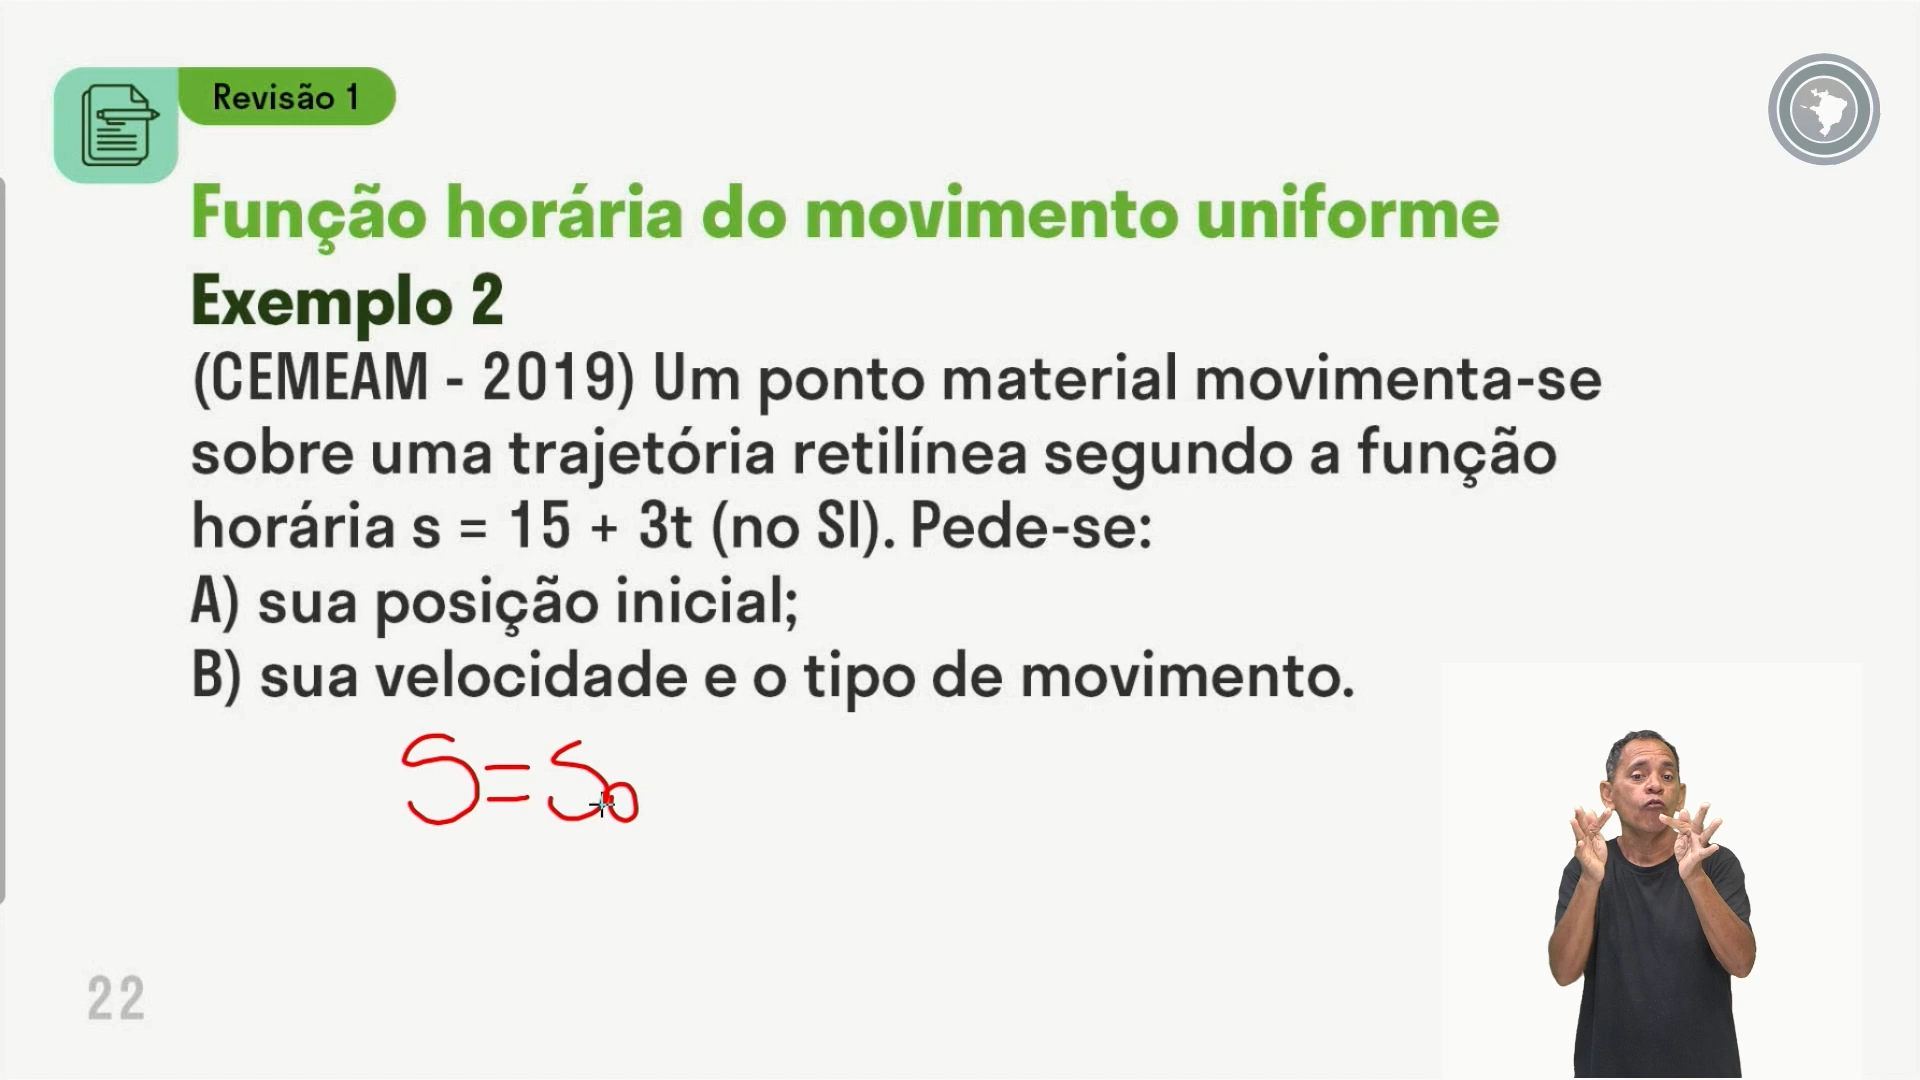 Revisão 1
Função horária do movimento uniforme
Exemplo 2
(CEMEAM - 2019) Um ponto material movimenta-se
sobre uma trajetória retilínea segundo a função
horária s = 15 + 3t (no SI). Pede-se:
A) sua posição inicial;
B) sua velocidade e o tipo de movimento.
S=S₀
22